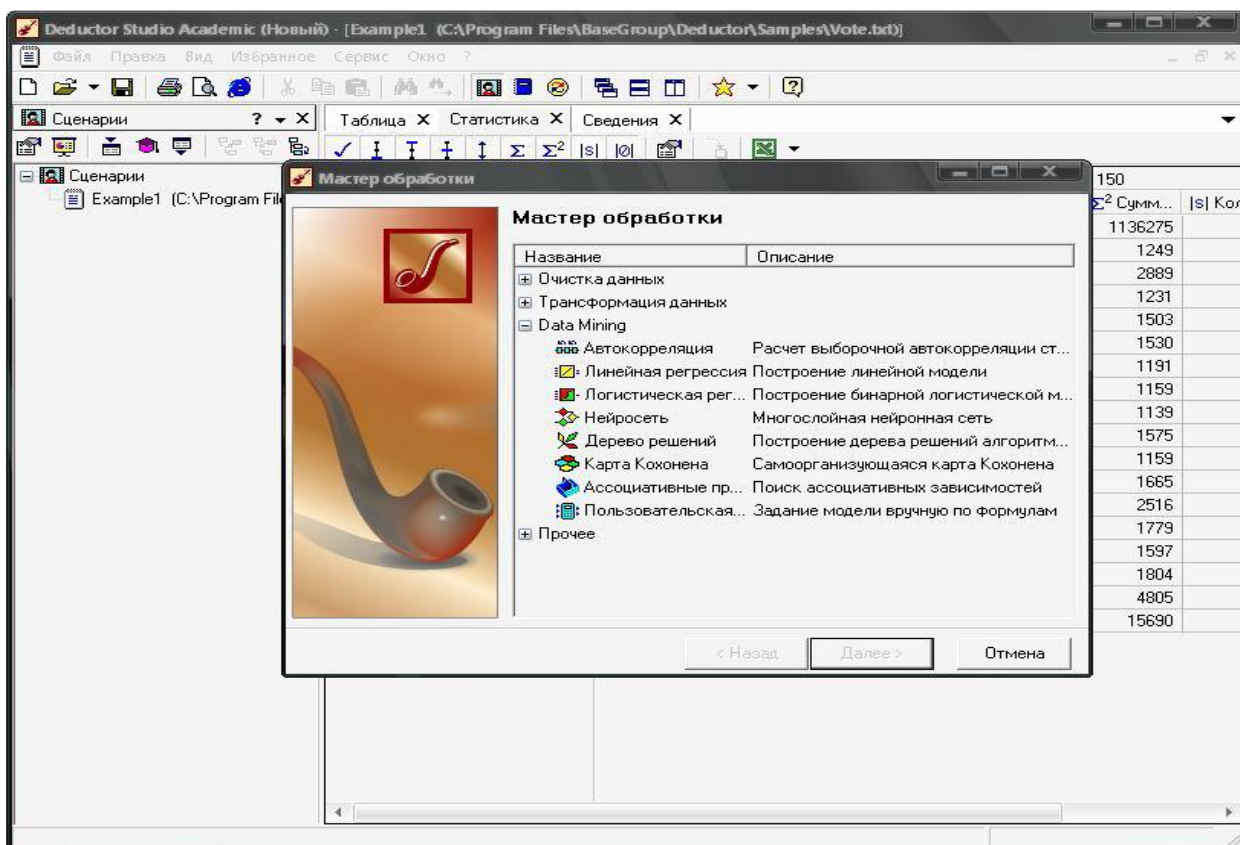 Deductor Studio Academic (Новый) - [Example1 (C:\Program Files\BaseGroup\Deductor\Samples\Vote.txt)]
Файл Правка Вид Избранное Сервис Окно ?
Сценарии
Таблица Статистика Сведения
Сценарии
Example1 (C:\Program Fil
Мастер обработки
Мастер обработки
Название Описание
Очистка данных
Трансформация данных
Data Mining
Автокорреляция Расчет выборочной автокорреляции ст...
Линейная регрессия Построение линейной модели
Логистическая рег... Построение бинарной логистической м...
Нейросеть Многослойная нейронная сеть
Дерево решений Построение дерева решений алгоритм...
Карта Кохонена Самоорганизующаяся карта Кохонена
Ассоциативные пр... Поиск ассоциативных зависимостей
Пользовательская... Задание модели вручную по формулам
Прочее
< Назад Далее > Отмена
150
Σ² Сумм... |s| Кол
1136275
1249
2889
1231
1503
1530
1191
1159
1139
1575
1159
1665
2516
1779
1597
1804
4805
15690